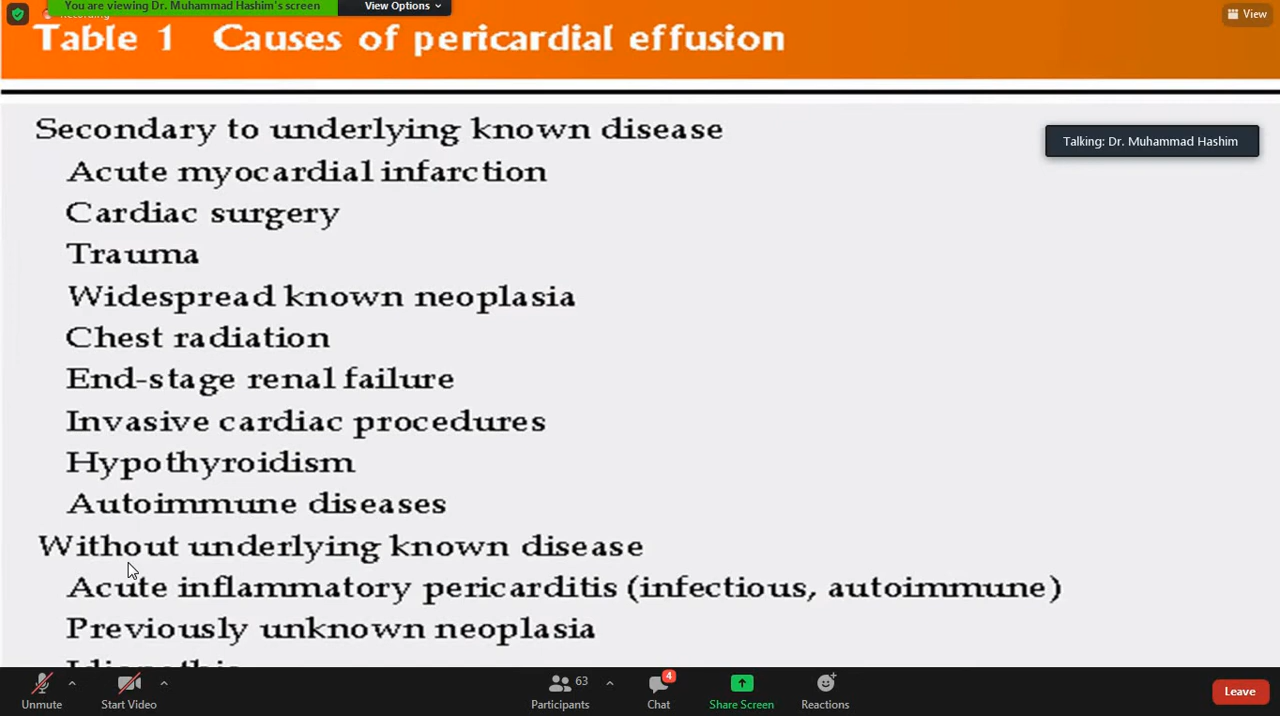 You are viewing Dr. Muhammad Hashim's screen
View Options
Recording
View
Table 1 Causes of pericardial effusion
Talking: Dr. Muhammad Hashim
Secondary to underlying known disease
Acute myocardial infarction
Cardiac surgery
Trauma
Widespread known neoplasia
Chest radiation
End-stage renal failure
Invasive cardiac procedures
Hypothyroidism
Autoimmune diseases
Without underlying known disease
Acute inflammatory pericarditis (infectious, autoimmune)
Previously unknown neoplasia
Idiopathic
63
4
Unmute
Start Video
Participants
Chat
Share Screen
Reactions
Leave